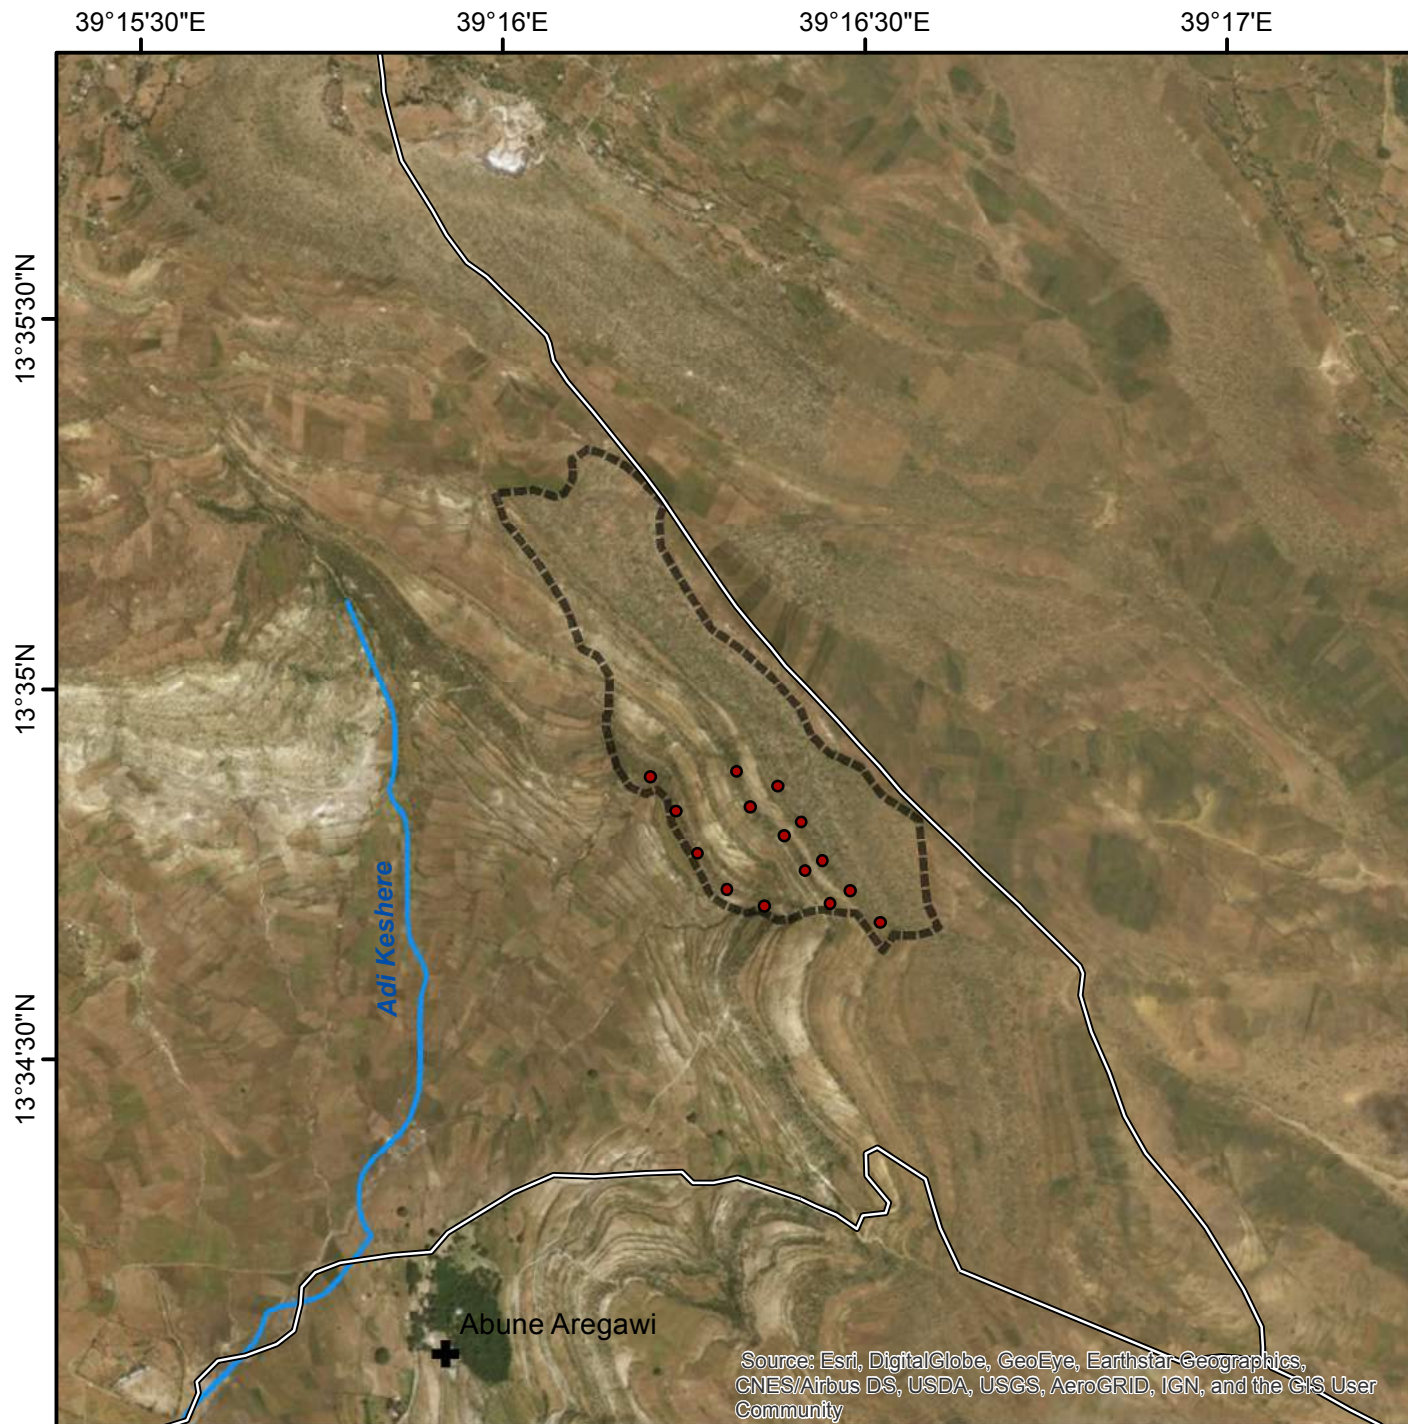 39°15'30"E
39°16'E
39°16'30"E
39°17'E
13°35'30"N
13°35'N
13°34'30"N
Adi Keshere
Abune Aregawi
Source: Esri, DigitalGlobe, GeoEye, Earthstar Geographics,
CNES/Airbus DS, USDA, USGS, AeroGRID, IGN, and the GIS User
Community